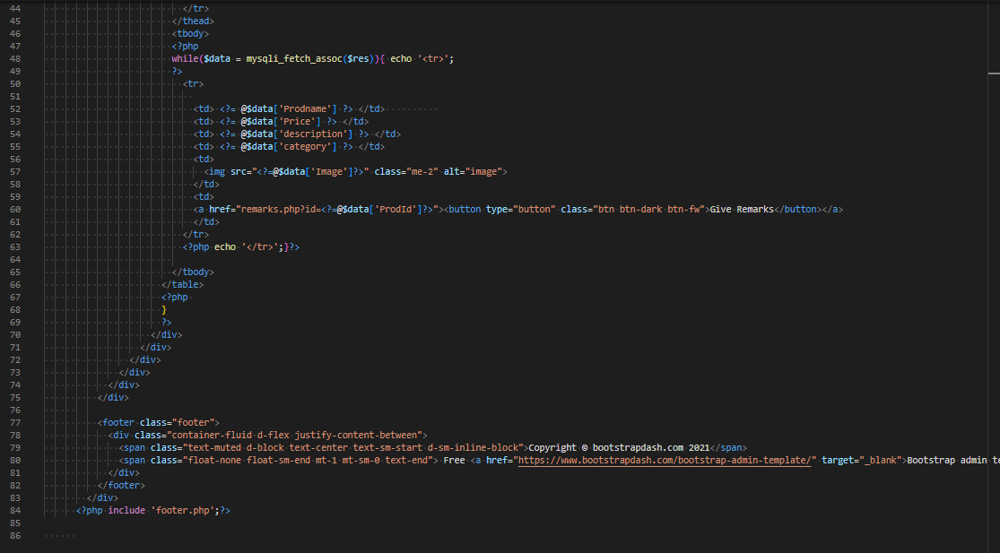 44 </tr>
45 </thead>
46 <tbody>
47 <?php
48 while($data = mysqli_fetch_assoc($res)){ echo '<tr>';
49 ?>
50 <tr>
51
52 <td> <?= @$data['Prodname'] ?> </td>
53 <td> <?= @$data['Price'] ?> </td>
54 <td> <?= @$data['description'] ?> </td>
55 <td> <?= @$data['category'] ?> </td>
56 <td>
57 <img src="<?=@$data['Image']?>" class="me-2" alt="image">
58 </td>
59 <td>
60 <a href="remarks.php?id=<?=@$data['ProdId']?>"><button type="button" class="btn btn-dark btn-fw">Give Remarks</button></a>
61 </td>
62 </tr>
63 <?php echo '</tr>';}?>
64
65 </tbody>
66 </table>
67 <?php
68 }
69 ?>
70 </div>
71 </div>
72 </div>
73 </div>
74 </div>
75 </div>
76
77 <footer class="footer">
78 <div class="container-fluid d-flex justify-content-between">
79 <span class="text-muted d-block text-center text-sm-start d-sm-inline-block">Copyright © bootstrapdash.com 2021</span>
80 <span class="float-none float-sm-end mt-1 mt-sm-0 text-end"> Free <a href="https://www.bootstrapdash.com/bootstrap-admin-template/" target="_blank">Bootstrap admin te
81 </div>
82 </footer>
83 </div>
84 <?php include 'footer.php';?>
85
86